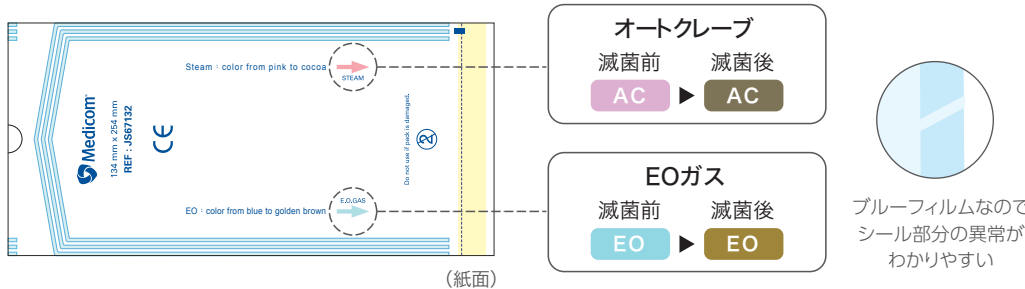 Medicom®
134 mm x 254 mm
REF : JS67132
CE
Steam : color from pink to cocoa
STEAM
EO : color from blue to golden brown
E.O.GAS
Do not use if pack is damaged.
2
(紙面)
オートクレーブ
滅菌前 滅菌後
AC ▶ AC
EOガス
滅菌前 滅菌後
EO ▶ EO
ブルーフィルムなので
シール部分の異常が
わかりやすい